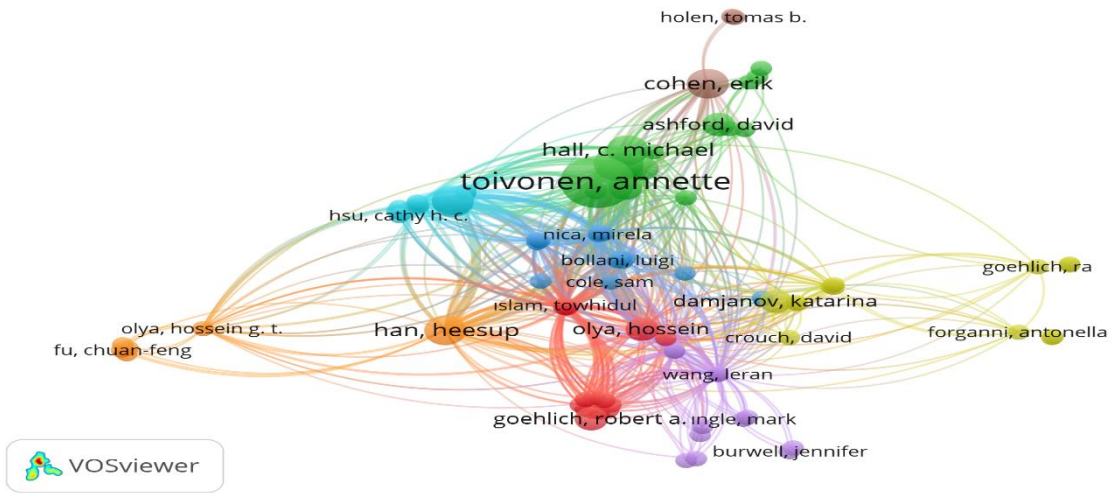 holen, tomas b.
cohen, erik
ashford, david
hall, c. michael
toivonen, annette
hsu, cathy h. c.
nica, mirela
bollani, luigi
goehlich, ra
cole, sam
damjanov, katarina
islam, towhidul
olya, hossein g. t.
han, heesup
olya, hossein
crouch, david
forganni, antonella
fu, chuan-feng
wang, leran
goehlich, robert a.
ingle, mark
burwell, jennifer
VOSviewer